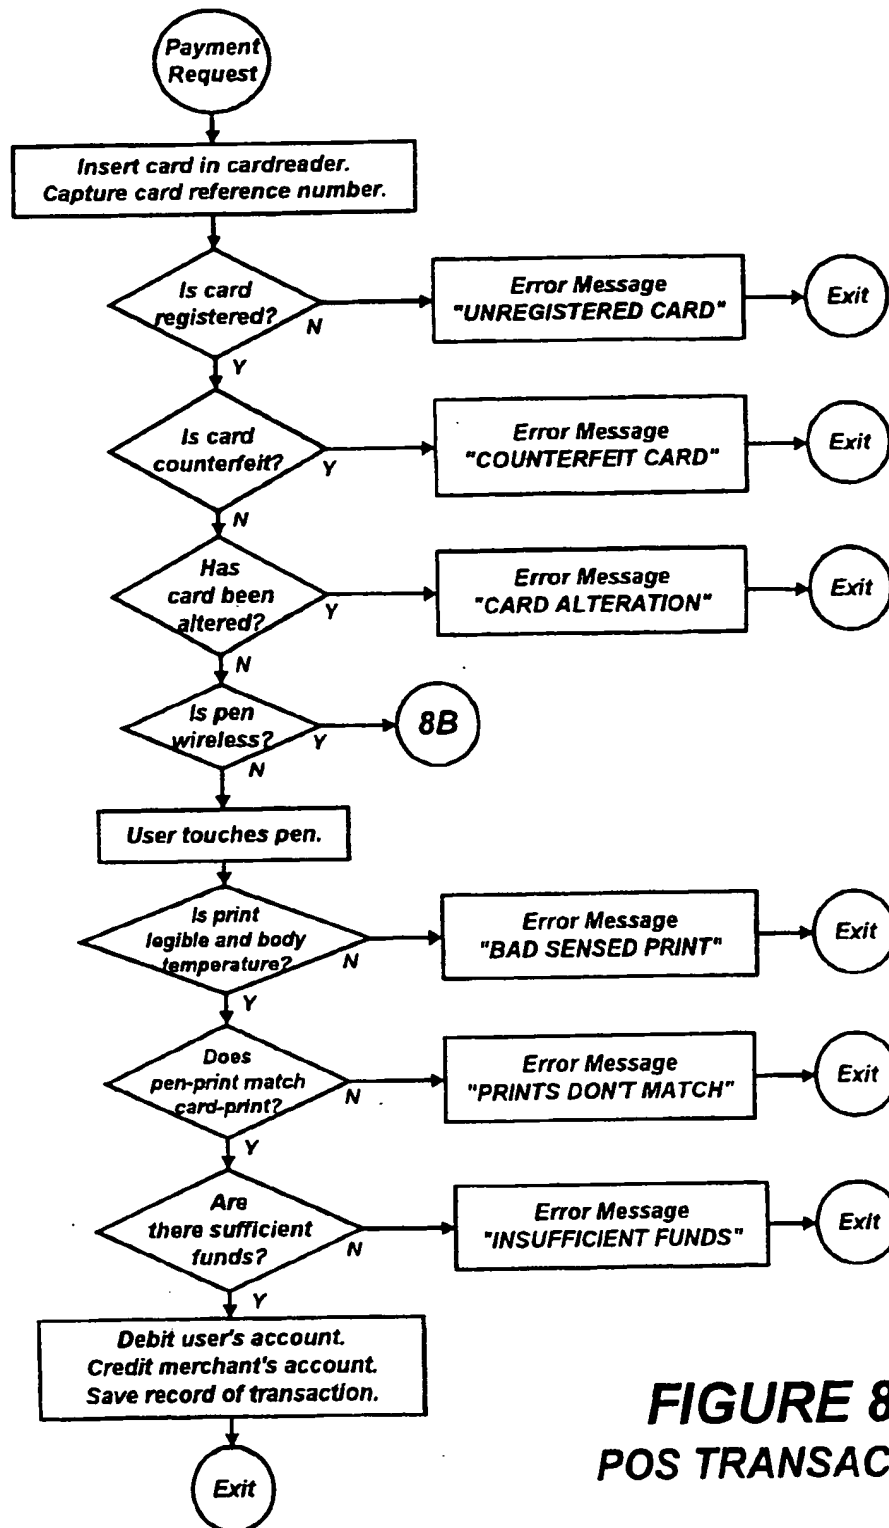 Payment
Request
Insert card in cardreader.
Capture card reference number.
Is card
registered?
N
Error Message
"UNREGISTERED CARD"
Exit
Y
Is card
counterfeit?
Y
Error Message
"COUNTERFEIT CARD"
Exit
N
Has
card been
altered?
Y
Error Message
"CARD ALTERATION"
Exit
N
Is pen
wireless?
Y
8B
N
User touches pen.
Is print
legible and body
temperature?
N
Error Message
"BAD SENSED PRINT"
Exit
Y
Does
pen-print match
card-print?
N
Error Message
"PRINTS DON'T MATCH"
Exit
Y
Are
there sufficient
funds?
N
Error Message
"INSUFFICIENT FUNDS"
Exit
Y
Debit user's account.
Credit merchant's account.
Save record of transaction.
Exit
FIGURE 8
POS TRANSAC